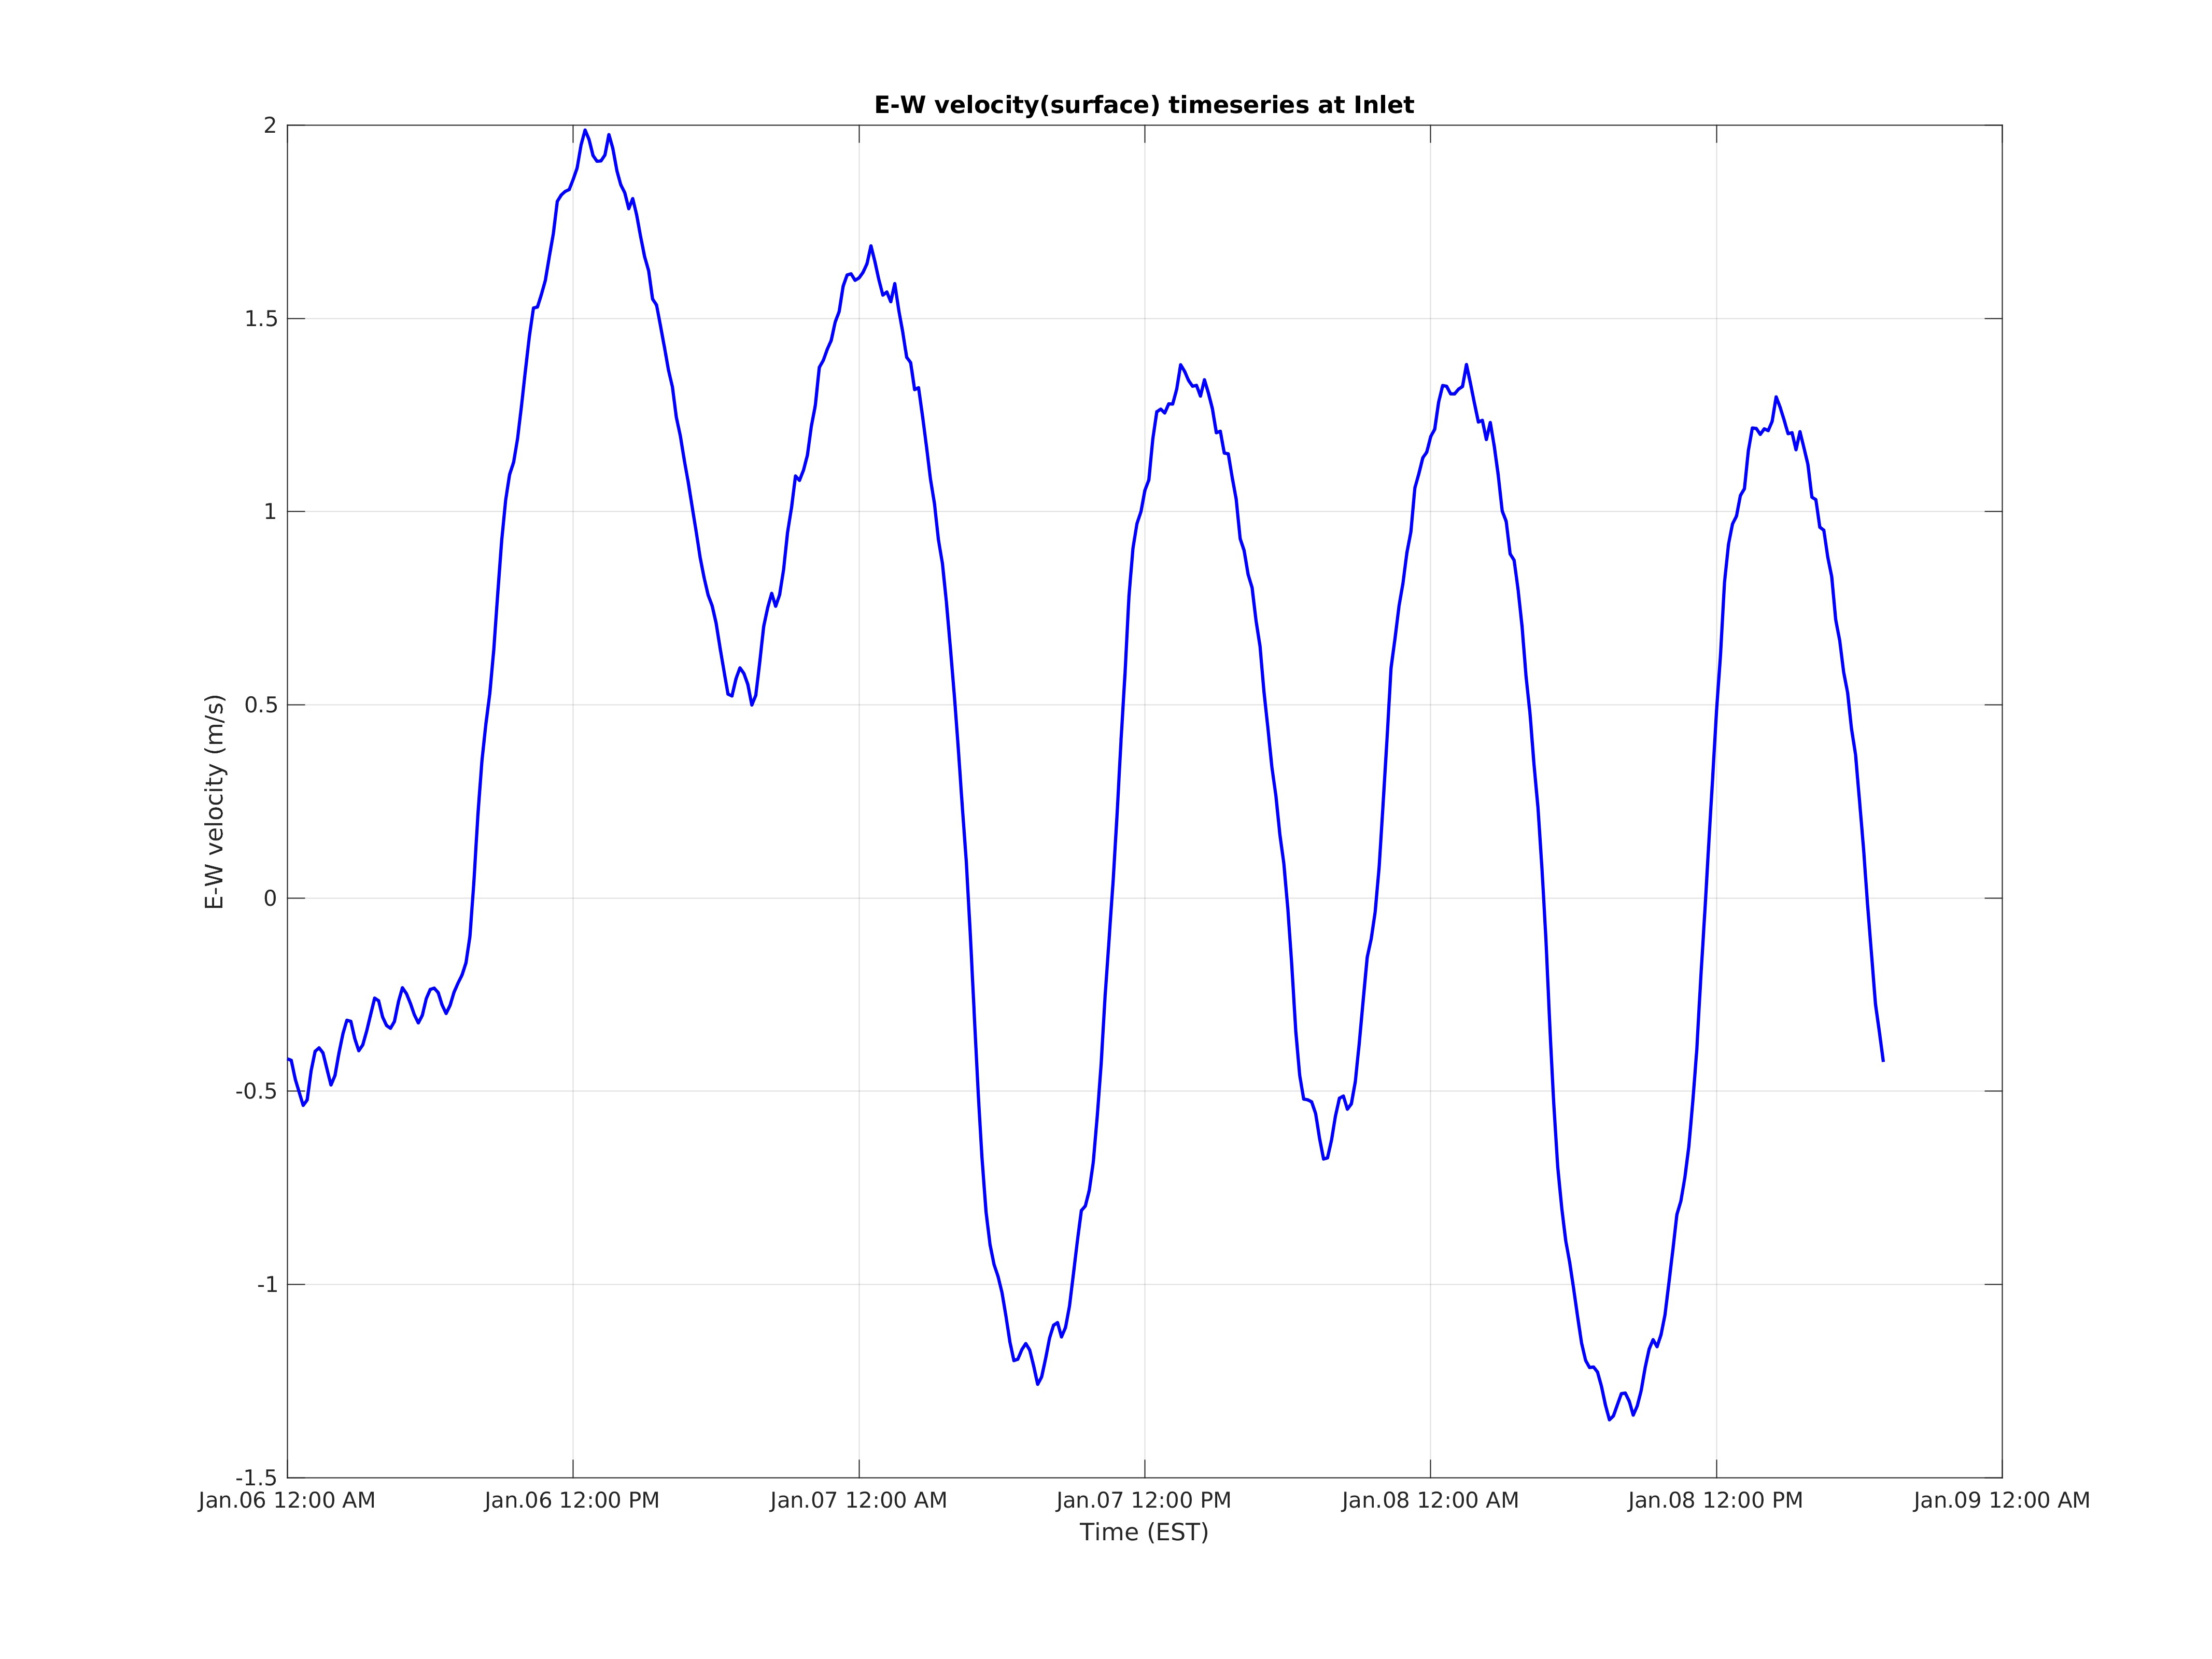 E-W velocity(surface) timeseries at Inlet
2
1.5
1
0.5
0
-0.5
-1
-1.5
E-W velocity (m/s)
Jan.06 12:00 AM Jan.06 12:00 PM Jan.07 12:00 AM Jan.07 12:00 PM Jan.08 12:00 AM Jan.08 12:00 PM Jan.09 12:00 AM
Time (EST)